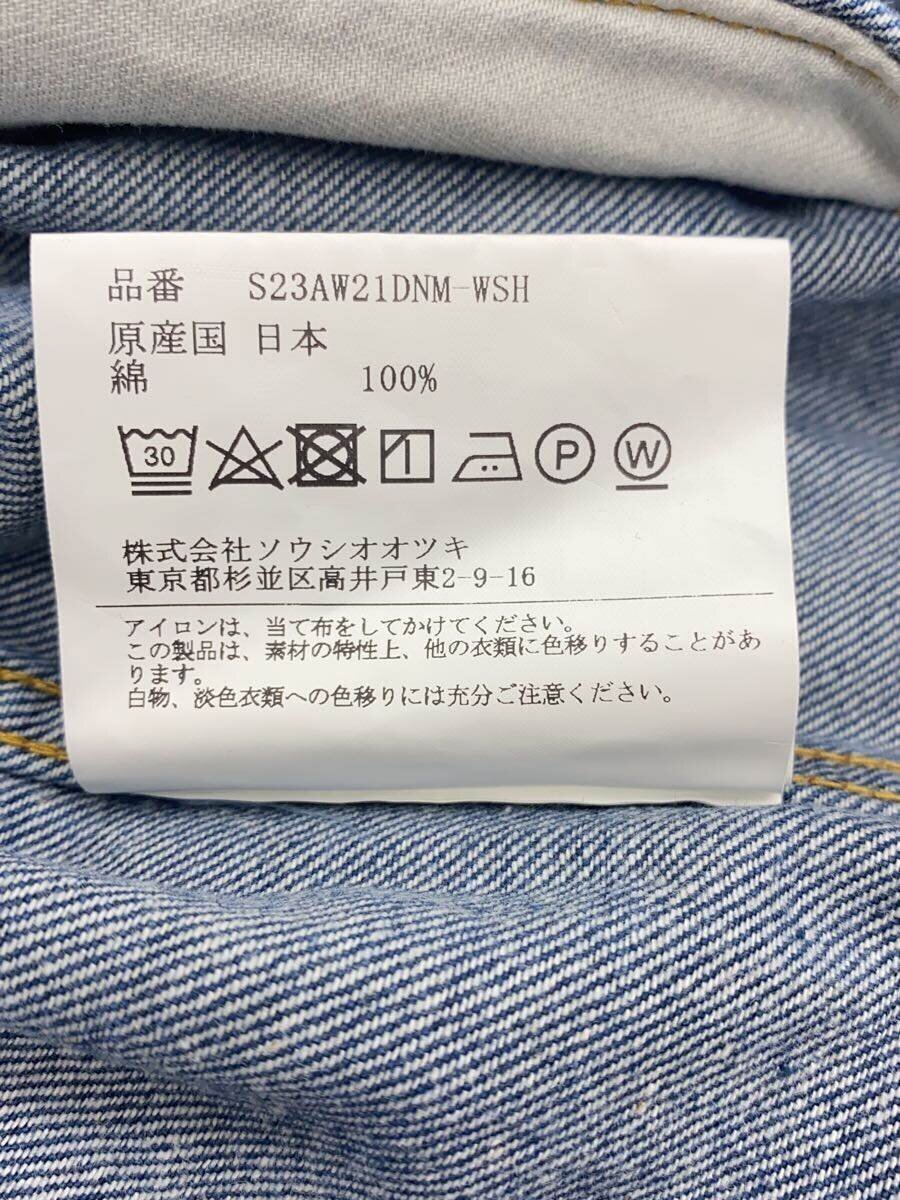 品番 S23AW21DNM-WSH
原産国 日本
綿 100%
30 P W
株式会社ソウシオオツキ
東京都杉並区高井戸東2-9-16
アイロンは、当て布をしてかけてください。
この製品は、素材の特性上、他の衣類に色移りすることがあ
ります。
白物、淡色衣類への色移りには充分ご注意ください。